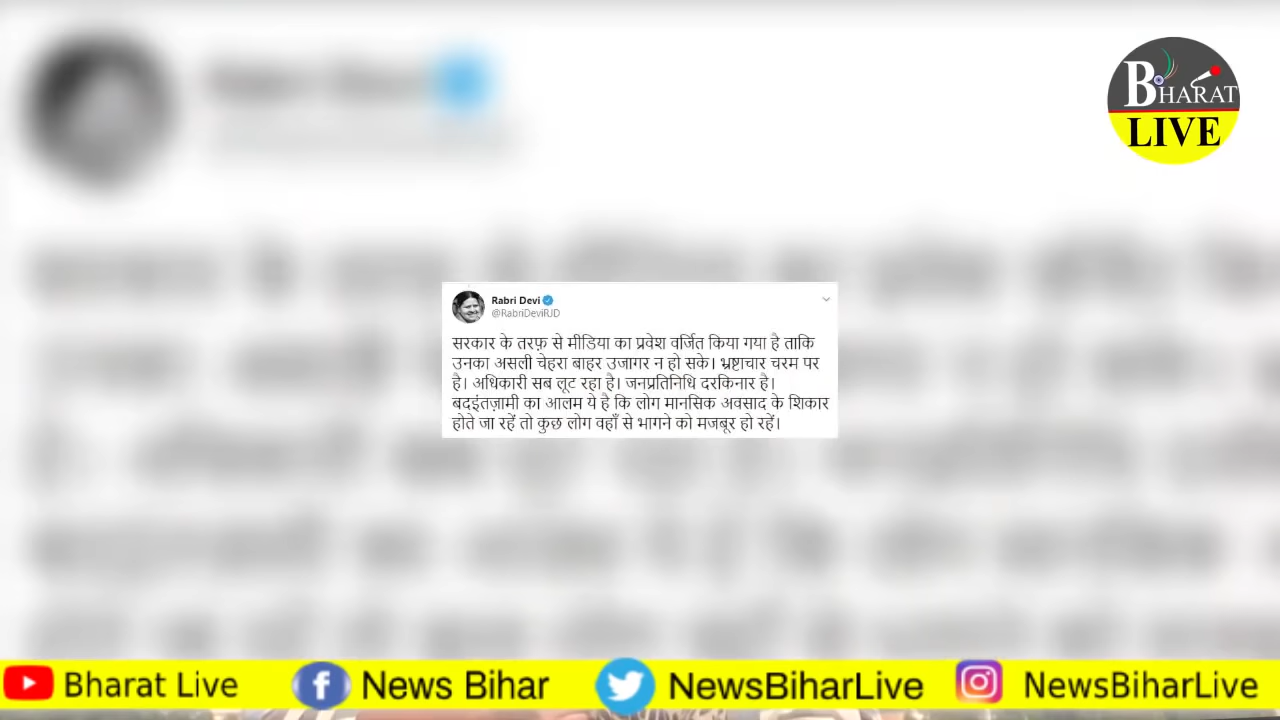 BHARAT
LIVE
Rabri Devi
@RabriDeviRJD
सरकार के तरफ़ से मीडिया का प्रवेश वर्जित किया गया है ताकि
उनका असली चेहरा बाहर उजागर न हो सके। भ्रष्टाचार चरम पर
है। अधिकारी सब लूट रहा है। जनप्रतिनिधि दरकिनार है।
बदइंतज़ामी का आलम ये है कि लोग मानसिक अवसाद के शिकार
होते जा रहें तो कुछ लोग वहाँ से भागने को मजबूर हो रहें।
Bharat Live
News Bihar
NewsBiharLive
NewsBiharLive